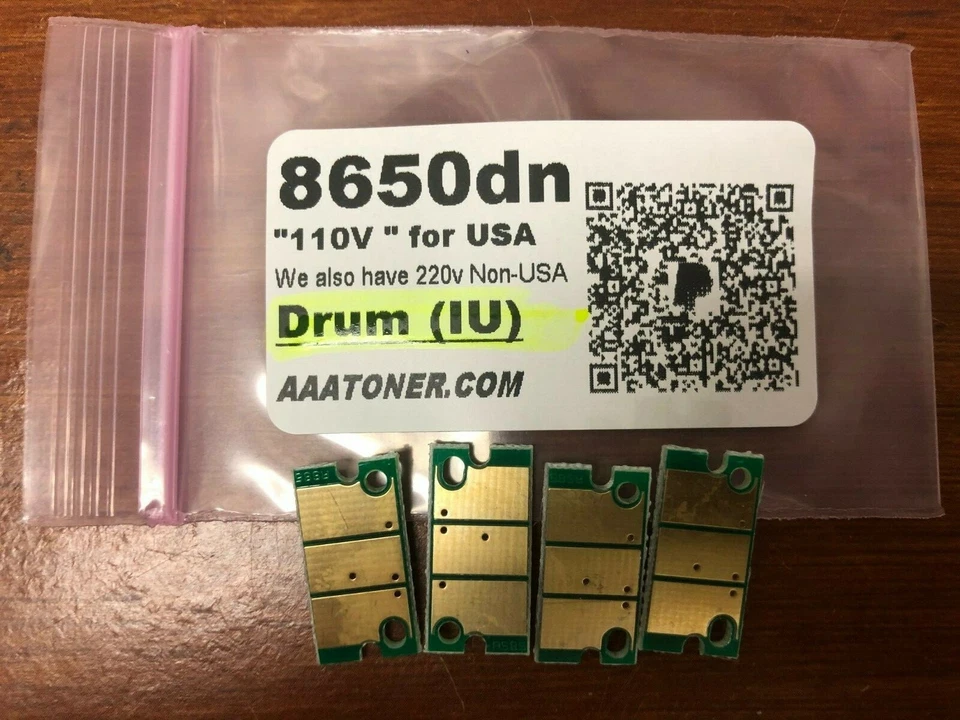 8650dn
"110V " for USA
We also have 220v Non-USA
Drum (IU)
AAATONER.COM